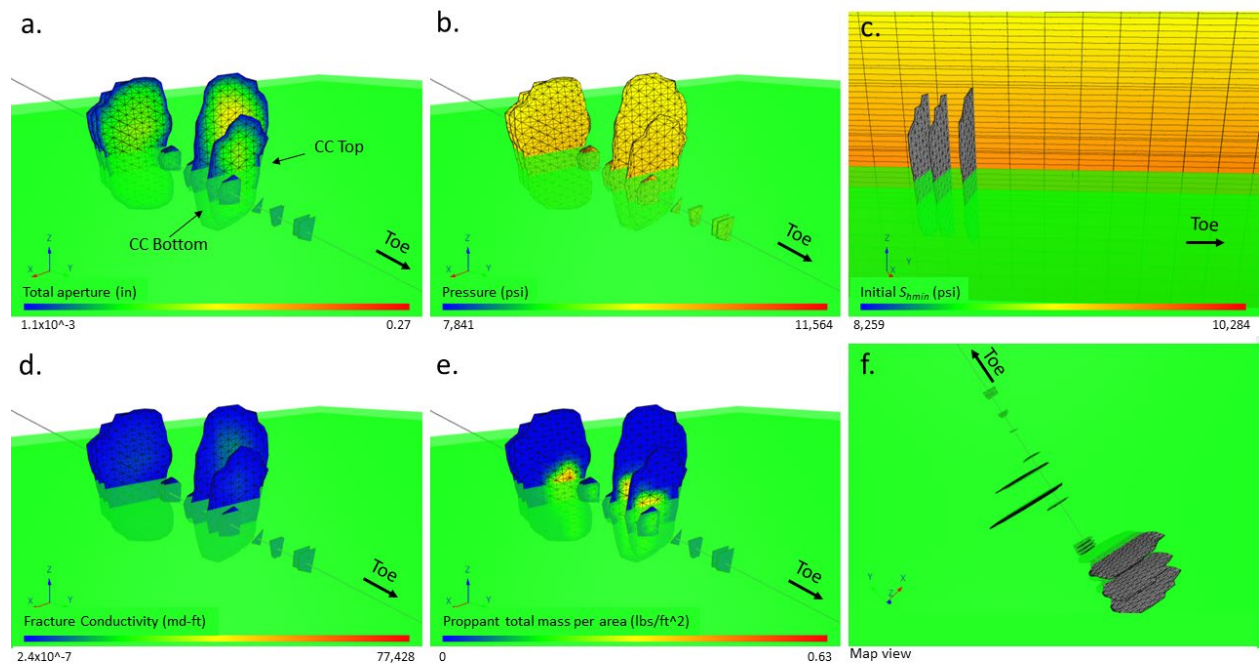 a.
CC Top
CC Bottom
Toe
Z
X Y
Total aperture (in)
1.1x10^-3 0.27
b.
Toe
Z
X Y
Pressure (psi)
7,841 11,564
c.
Toe
Z
X Y
Initial Shmin (psi)
8,259 10,284
d.
Toe
Z
X Y
Fracture Conductivity (md-ft)
2.4x10^-7 77,428
e.
Toe
Z
X Y
Proppant total mass per area (lbs/ft^2)
0 0.63
f.
Toe
Y X
Z
Map view